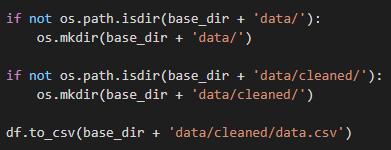 if not os.path.isdir(base_dir + 'data/'):
    os.mkdir(base_dir + 'data/')

if not os.path.isdir(base_dir + 'data/cleaned/'):
    os.mkdir(base_dir + 'data/cleaned/')

df.to_csv(base_dir + 'data/cleaned/data.csv')